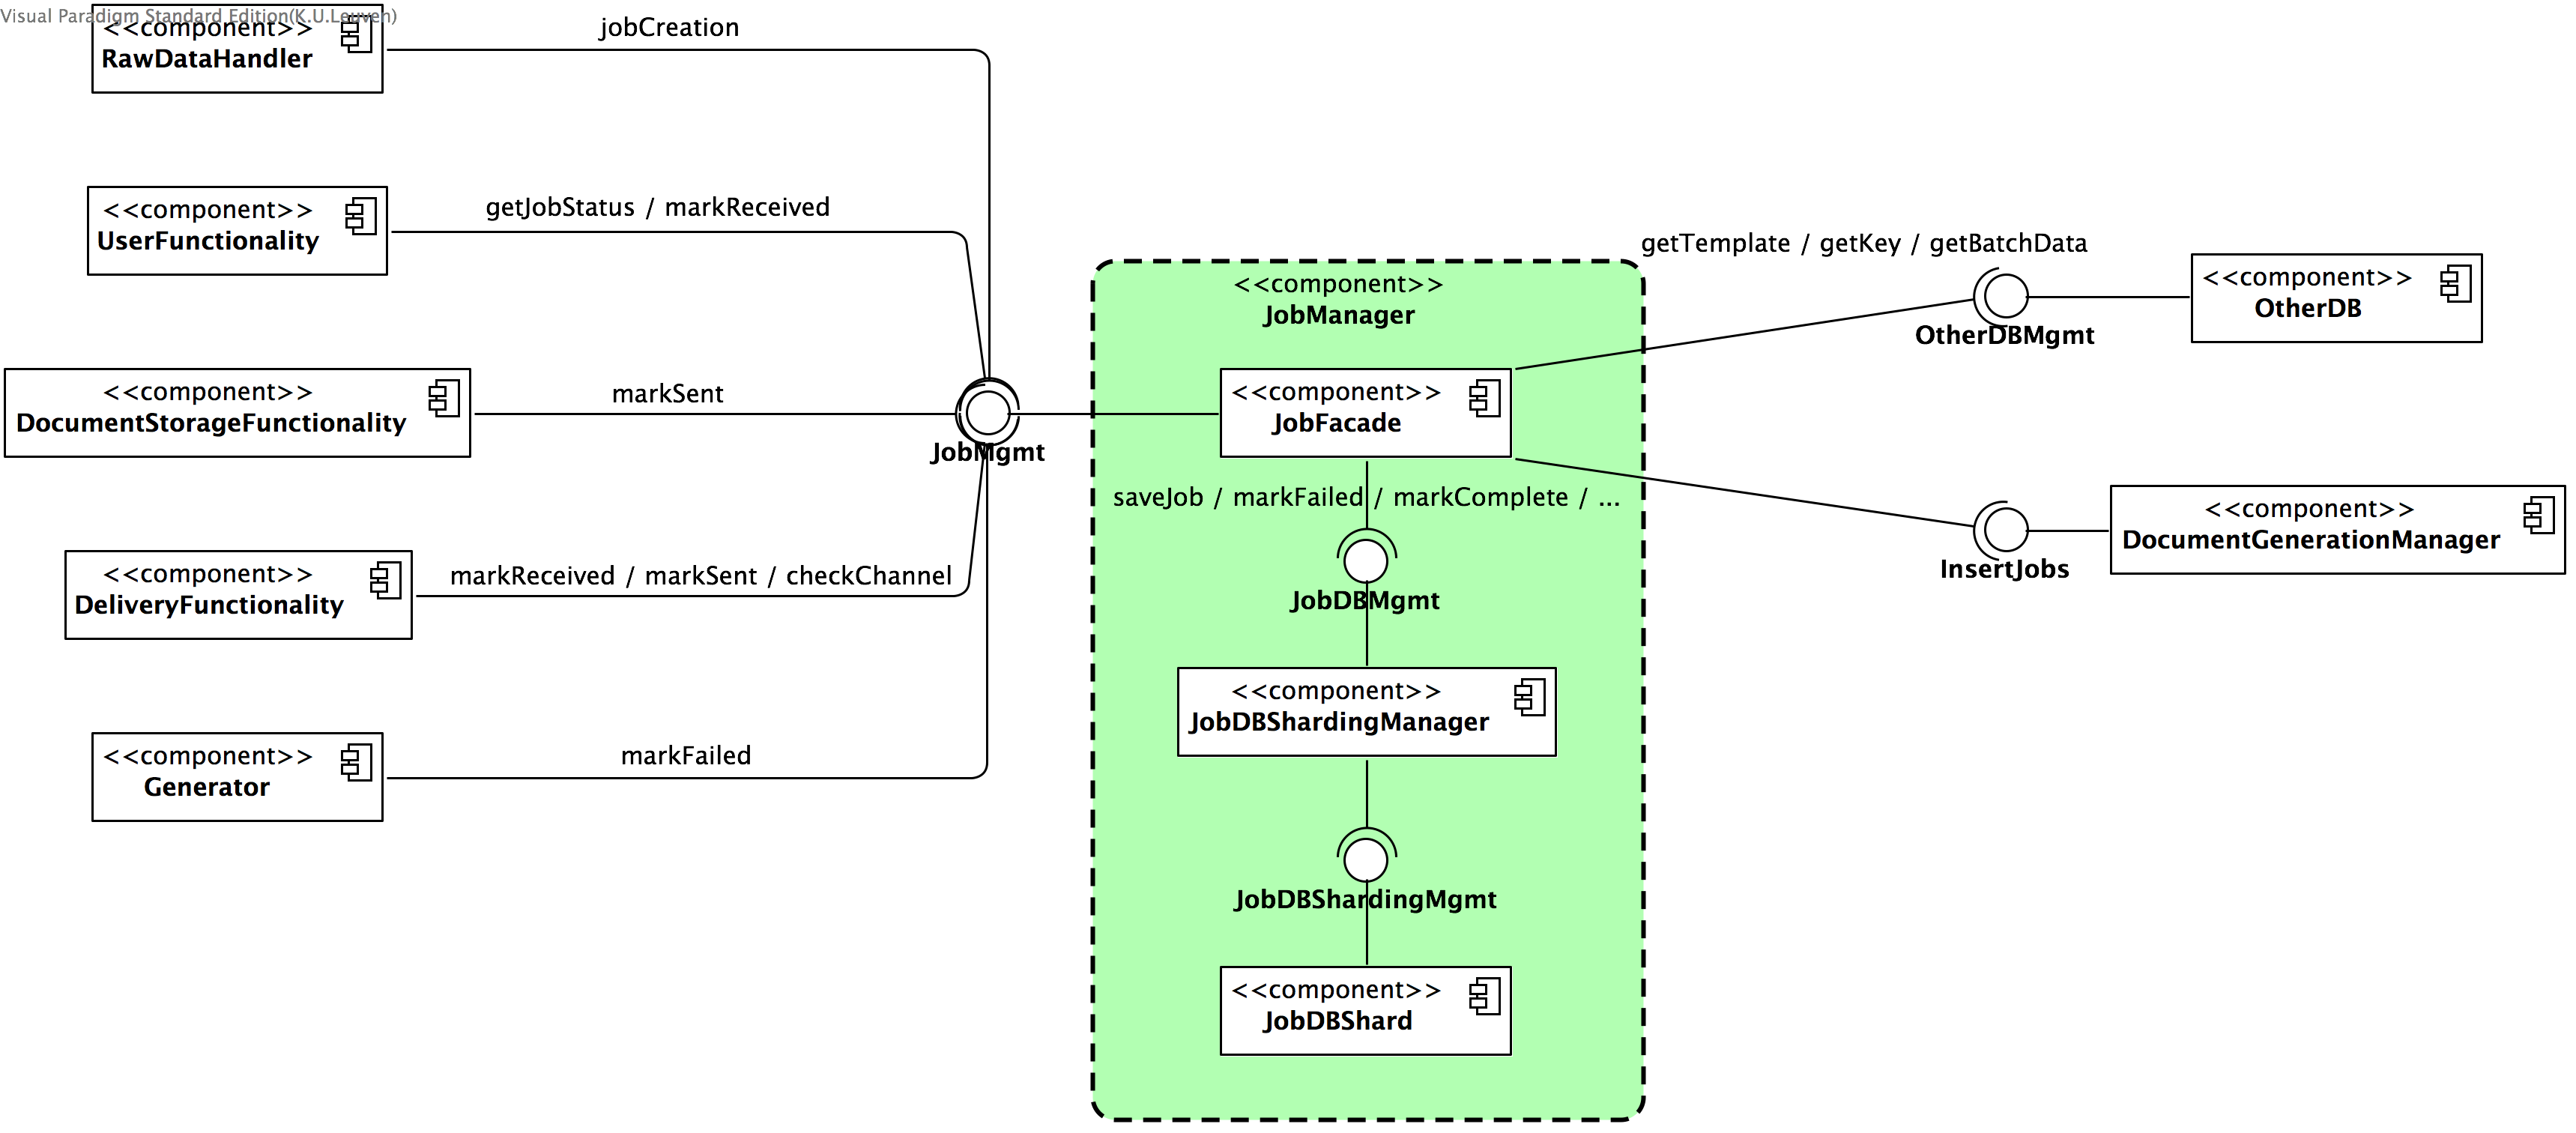 Visual Paradigm Standard Edition(K.U.Leuven)
<<component>>
RawDataHandler
jobCreation
<<component>>
UserFunctionality
getJobStatus / markReceived
<<component>>
DocumentStorageFunctionality
markSent
JobMgmt
<<component>>
DeliveryFunctionality
markReceived / markSent / checkChannel
<<component>>
Generator
markFailed
<<component>>
JobManager
<<component>>
JobFacade
saveJob / markFailed / markComplete / ...
JobDBMgmt
<<component>>
JobDBShardingManager
JobDBShardingMgmt
<<component>>
JobDBShard
getTemplate / getKey / getBatchData
OtherDBMgmt
<<component>>
OtherDB
InsertJobs
<<component>>
DocumentGenerationManager